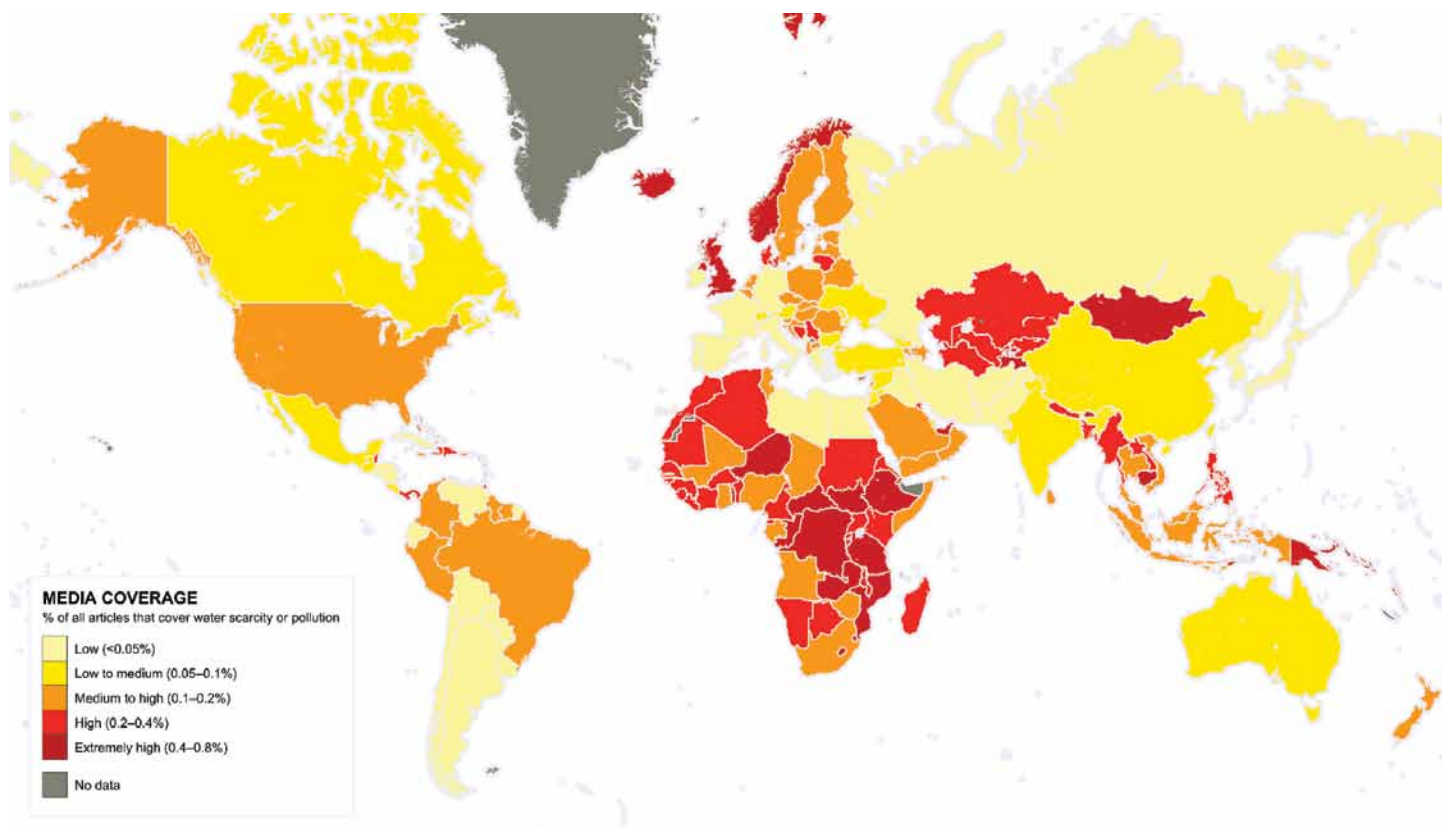 MEDIA COVERAGE
% of all articles that cover water scarcity or pollution
Low (<0.05%)
Low to medium (0.05–0.1%)
Medium to high (0.1–0.2%)
High (0.2–0.4%)
Extremely high (0.4–0.8%)
No data